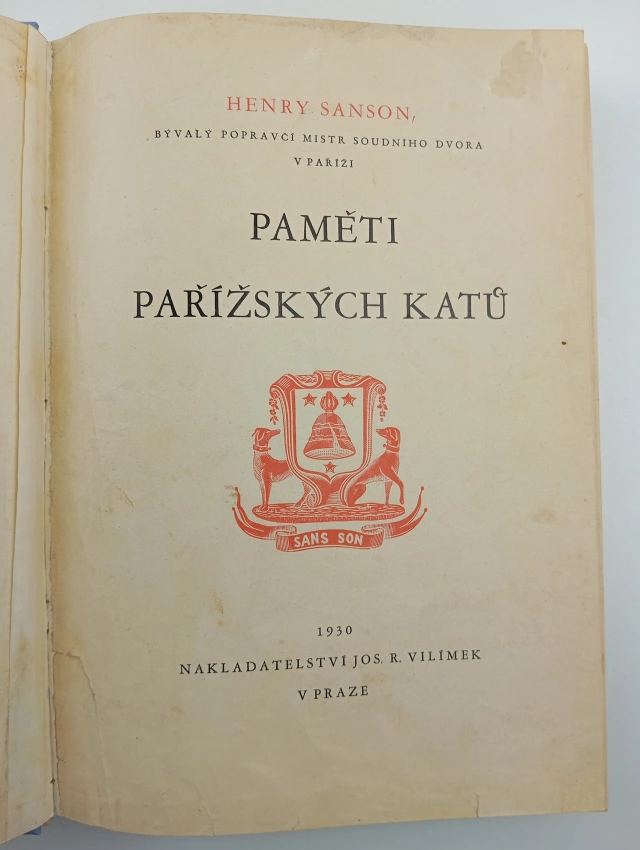 HENRY SANSON,
BÝVALÝ POPRAVČÍ MISTR SOUDNÍHO DVORA
V PAŘÍŽI
PAMĚTI
PAŘÍŽSKÝCH KATŮ
SANS SON
1930
NAKLADATELSTVÍ JOS. R. VILÍMEK
V PRAZE